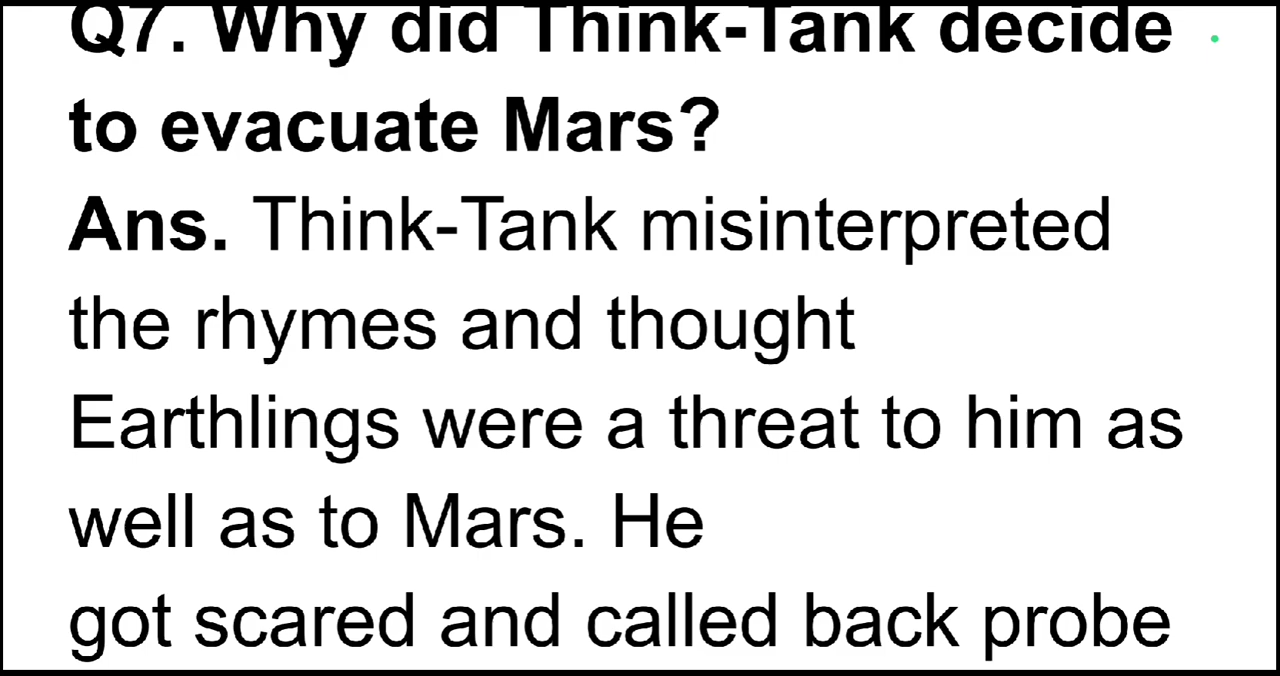 Q7. Why did Think-Tank decide
to evacuate Mars?
Ans. Think-Tank misinterpreted
the rhymes and thought
Earthlings were a threat to him as
well as to Mars. He
got scared and called back probe